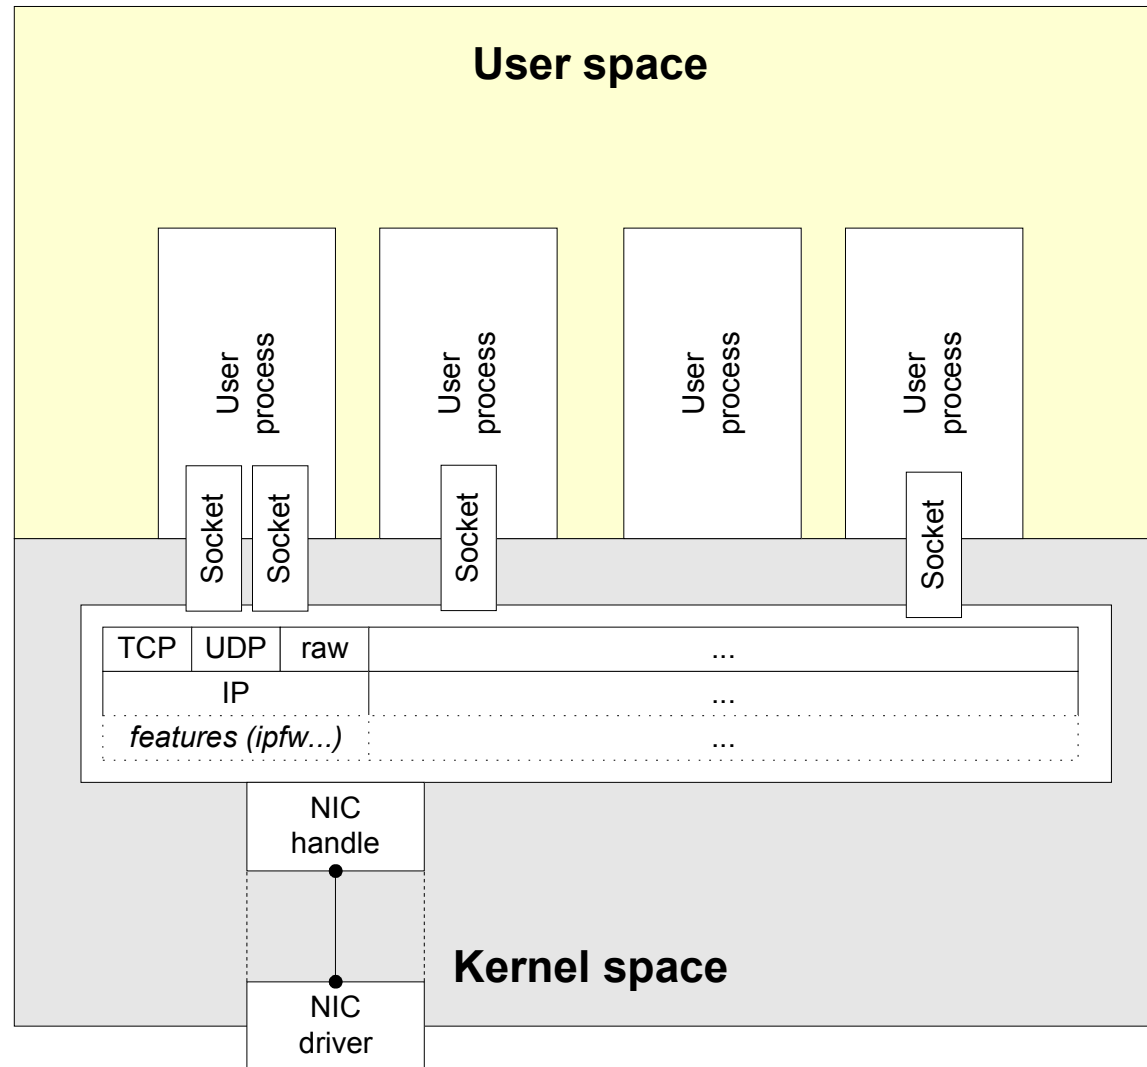 User space
User
process
User
process
User
process
User
process
Socket
Socket
Socket
Socket
TCP UDP raw ...
IP ...
features (ipfw...) ...
NIC
handle
Kernel space
NIC
driver